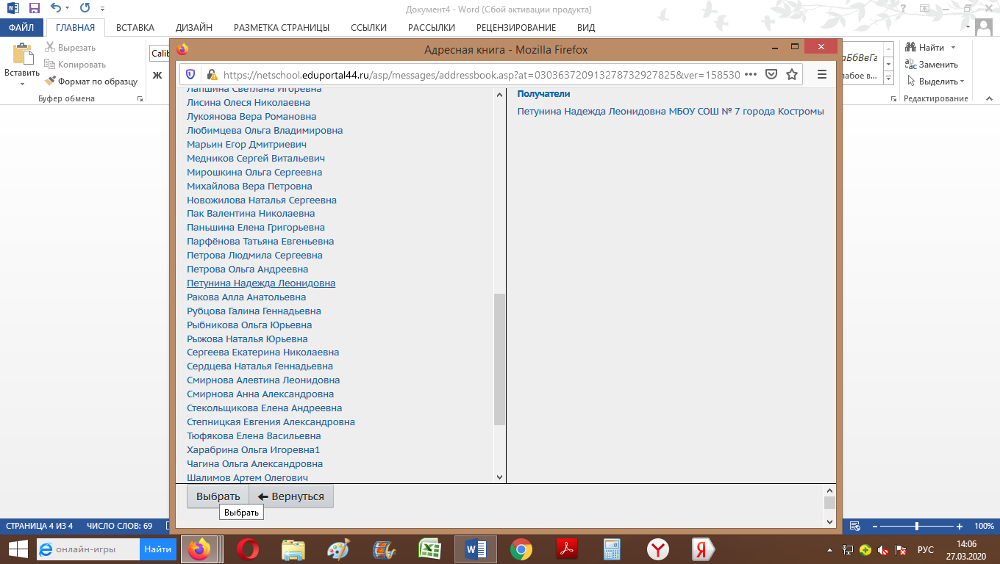 Документ4 - Word (Сбой активации продукта)
ФАЙЛ ГЛАВНАЯ ВСТАВКА ДИЗАЙН РАЗМЕТКА СТРАНИЦЫ ССЫЛКИ РАССЫЛКИ РЕЦЕНЗИРОВАНИЕ ВИД
Вставить
Вырезать
Копировать
Формат по образцу
Буфер обмена
Calib
Ж
Найти
Заменить
Выделить
Редактирование
Адресная книга - Mozilla Firefox
https://netschool.eduportal44.ru/asp/messages/addressbook.asp?at=030363720913278732927825&ver=158530
Лапшина Светлана Игоревна
Лисина Олеся Николаевна
Лукоянова Вера Романовна
Любимцева Ольга Владимировна
Марьин Егор Дмитриевич
Медников Сергей Витальевич
Мирошкина Ольга Сергеевна
Михайлова Вера Петровна
Новожилова Наталья Сергеевна
Пак Валентина Николаевна
Паньшина Елена Григорьевна
Парфёнова Татьяна Евгеньевна
Петрова Людмила Сергеевна
Петрова Ольга Андреевна
Петунина Надежда Леонидовна
Ракова Алла Анатольевна
Рубцова Галина Геннадьевна
Рыбникова Ольга Юрьевна
Рыжова Наталья Юрьевна
Сергеева Екатерина Николаевна
Сердцева Наталья Геннадьевна
Смирнова Алевтина Леонидовна
Смирнова Анна Александровна
Стекольщикова Елена Андреевна
Степницкая Евгения Александровна
Тюфякова Елена Васильевна
Харабрина Ольга Игоревна1
Чагина Ольга Александровна
Шалимов Артем Олегович
Получатели
Петунина Надежда Леонидовна МБОУ СОШ № 7 города Костромы
Выбрать Вернуться
Выбрать
СТРАНИЦА 4 ИЗ 4 ЧИСЛО СЛОВ: 69 100%
онлайн-игры Найти
РУС
14:06
27.03.2020